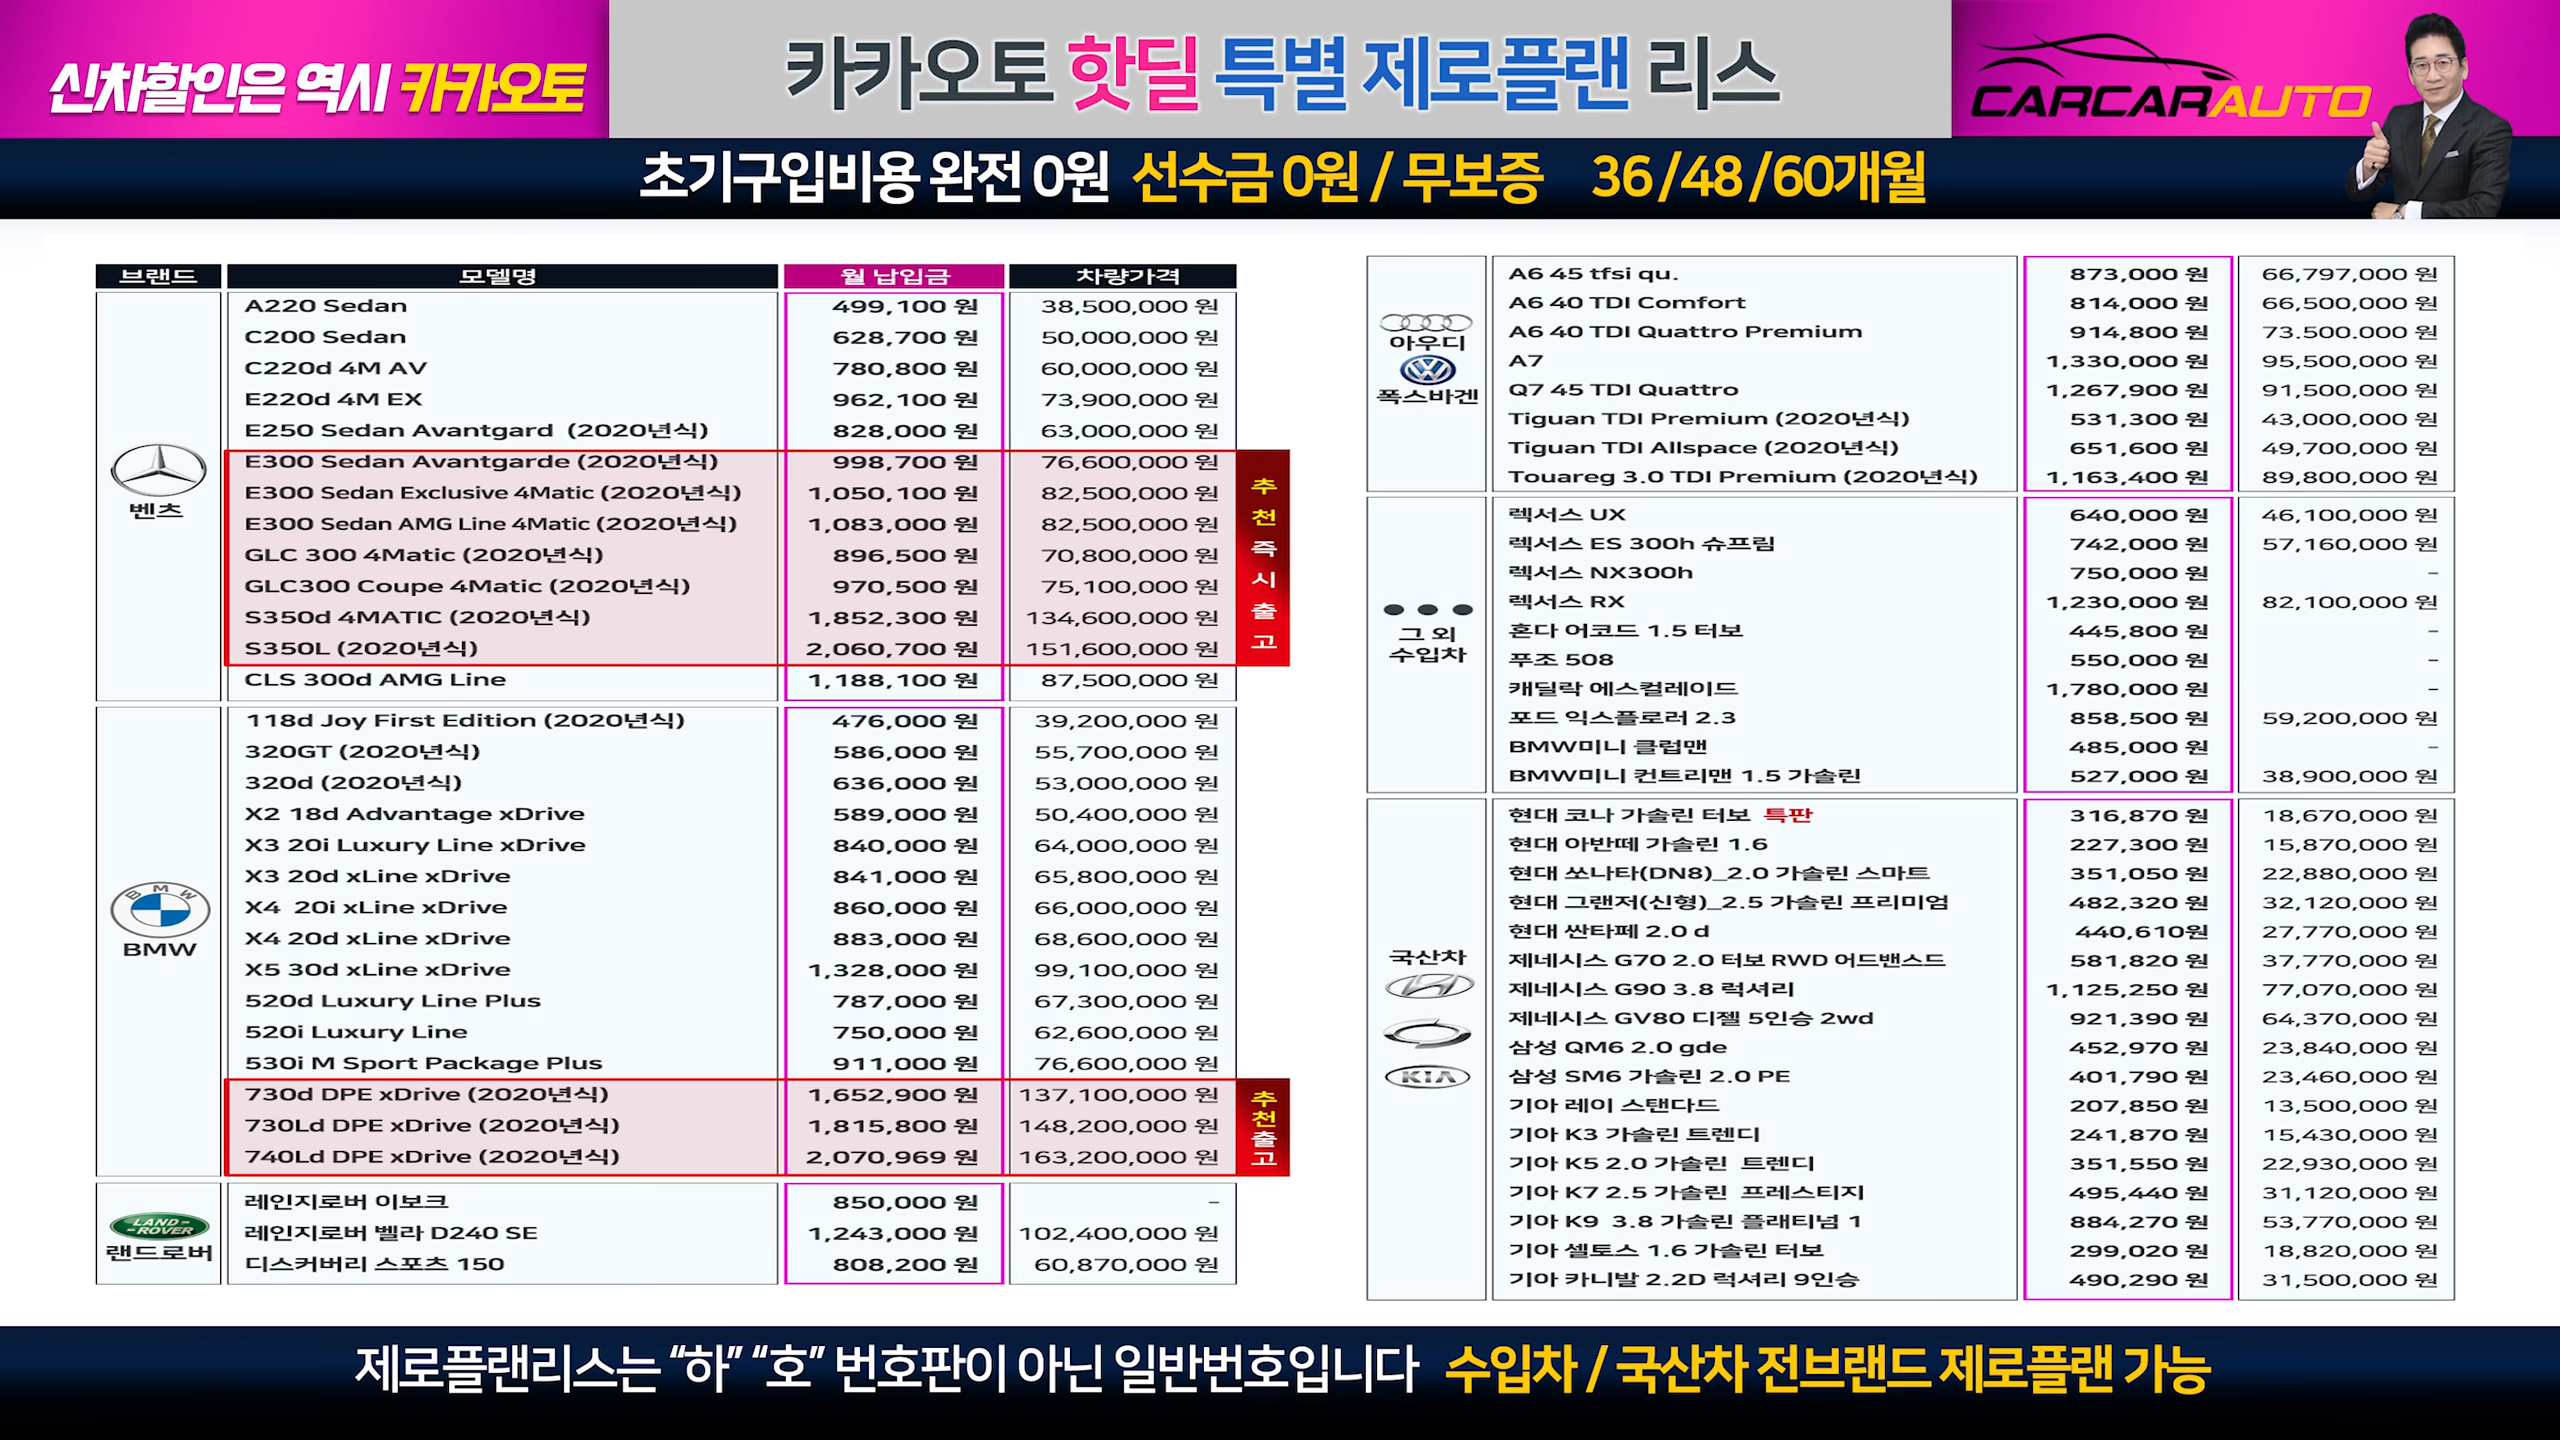 신차할인은 역시 카카오토
카카오토 핫딜 특별 제로플랜 리스
CARCARAUTO
초기구입비용 완전 0원 선수금 0원 / 무보증 36/48/60개월
브랜드 모델명 월 납입금 차량가격
벤츠
A220 Sedan 499,100 원 38,500,000 원
C200 Sedan 628,700 원 50,000,000 원
C220d 4M AV 780,800 원 60,000,000 원
E220d 4M EX 962,100 원 73,900,000 원
E250 Sedan Avantgard (2020년식) 828,000 원 63,000,000 원
E300 Sedan Avantgarde (2020년식) 998,700 원 76,600,000 원
E300 Sedan Exclusive 4Matic (2020년식) 1,050,100 원 82,500,000 원
E300 Sedan AMG Line 4Matic (2020년식) 1,083,000 원 82,500,000 원
GLC 300 4Matic (2020년식) 896,500 원 70,800,000 원
GLC300 Coupe 4Matic (2020년식) 970,500 원 75,100,000 원
S350d 4MATIC (2020년식) 1,852,300 원 134,600,000 원
S350L (2020년식) 2,060,700 원 151,600,000 원
추천즉시출고
CLS 300d AMG Line 1,188,100 원 87,500,000 원
BMW
BMW
118d Joy First Edition (2020년식) 476,000 원 39,200,000 원
320GT (2020년식) 586,000 원 55,700,000 원
320d (2020년식) 636,000 원 53,000,000 원
X2 18d Advantage xDrive 589,000 원 50,400,000 원
X3 20i Luxury Line xDrive 840,000 원 64,000,000 원
X3 20d xLine xDrive 841,000 원 65,800,000 원
X4 20i xLine xDrive 860,000 원 66,000,000 원
X4 20d xLine xDrive 883,000 원 68,600,000 원
X5 30d xLine xDrive 1,328,000 원 99,100,000 원
520d Luxury Line Plus 787,000 원 67,300,000 원
520i Luxury Line 750,000 원 62,600,000 원
530i M Sport Package Plus 911,000 원 76,600,000 원
730d DPE xDrive (2020년식) 1,652,900 원 137,100,000 원
730Ld DPE xDrive (2020년식) 1,815,800 원 148,200,000 원
740Ld DPE xDrive (2020년식) 2,070,969 원 163,200,000 원
추천출고
LAND-
-ROVER
랜드로버
레인지로버 이보크 850,000 원 -
레인지로버 벨라 D240 SE 1,243,000 원 102,400,000 원
디스커버리 스포츠 150 808,200 원 60,870,000 원
아우디
폭스바겐
A6 45 tfsi qu. 873,000 원 66,797,000 원
A6 40 TDI Comfort 814,000 원 66,500,000 원
A6 40 TDI Quattro Premium 914,800 원 73.500.000 원
A7 1,330,000 원 95,500,000 원
Q7 45 TDI Quattro 1,267,900 원 91,500,000 원
Tiguan TDI Premium (2020년식) 531,300 원 43,000,000 원
Tiguan TDI Allspace (2020년식) 651,600 원 49,700,000 원
Touareg 3.0 TDI Premium (2020년식) 1,163,400 원 89,800,000 원
그 외
수입차
렉서스 UX 640,000 원 46,100,000 원
렉서스 ES 300h 슈프림 742,000 원 57,160,000 원
렉서스 NX300h 750,000 원 -
렉서스 RX 1,230,000 원 82,100,000 원
혼다 어코드 1.5 터보 445,800 원 -
푸조 508 550,000 원 -
캐딜락 에스컬레이드 1,780,000 원 -
포드 익스플로러 2.3 858,500 원 59,200,000 원
BMW미니 클럽맨 485,000 원 -
BMW미니 컨트리맨 1.5 가솔린 527,000 원 38,900,000 원
국산차
KIA
현대 코나 가솔린 터보 특판 316,870 원 18,670,000 원
현대 아반떼 가솔린 1.6 227,300 원 15,870,000 원
현대 쏘나타(DN8)_2.0 가솔린 스마트 351,050 원 22,880,000 원
현대 그랜저(신형)_2.5 가솔린 프리미엄 482,320 원 32,120,000 원
현대 싼타페 2.0 d 440,610원 27,770,000 원
제네시스 G70 2.0 터보 RWD 어드밴스드 581,820 원 37,770,000 원
제네시스 G90 3.8 럭셔리 1,125,250 원 77,070,000 원
제네시스 GV80 디젤 5인승 2wd 921,390 원 64,370,000 원
삼성 QM6 2.0 gde 452,970 원 23,840,000 원
삼성 SM6 가솔린 2.0 PE 401,790 원 23,460,000 원
기아 레이 스탠다드 207,850 원 13,500,000 원
기아 K3 가솔린 트렌디 241,870 원 15,430,000 원
기아 K5 2.0 가솔린 트렌디 351,550 원 22,930,000 원
기아 K7 2.5 가솔린 프레스티지 495,440 원 31,120,000 원
기아 K9 3.8 가솔린 플래티넘 1 884,270 원 53,770,000 원
기아 셀토스 1.6 가솔린 터보 299,020 원 18,820,000 원
기아 카니발 2.2D 럭셔리 9인승 490,290 원 31,500,000 원
제로플랜리스는 “하” “호” 번호판이 아닌 일반번호입니다 수입차 / 국산차 전브랜드 제로플랜 가능